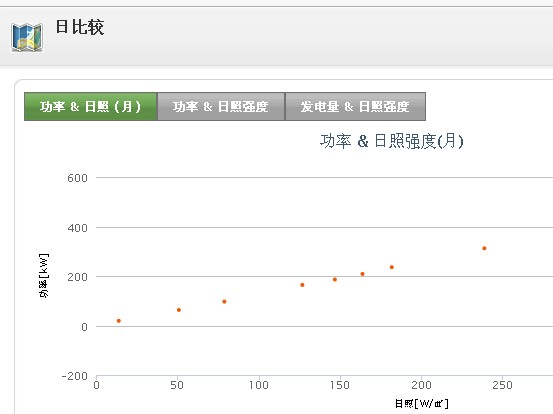 日比较
功率 & 日照 ( 月 )
功率 & 日照强度
发电量 & 日照强度
功率 & 日照强度(月)
600
400
200
0
-200
功率[kW]
0
50
100
150
200
250
日照[W/㎡]